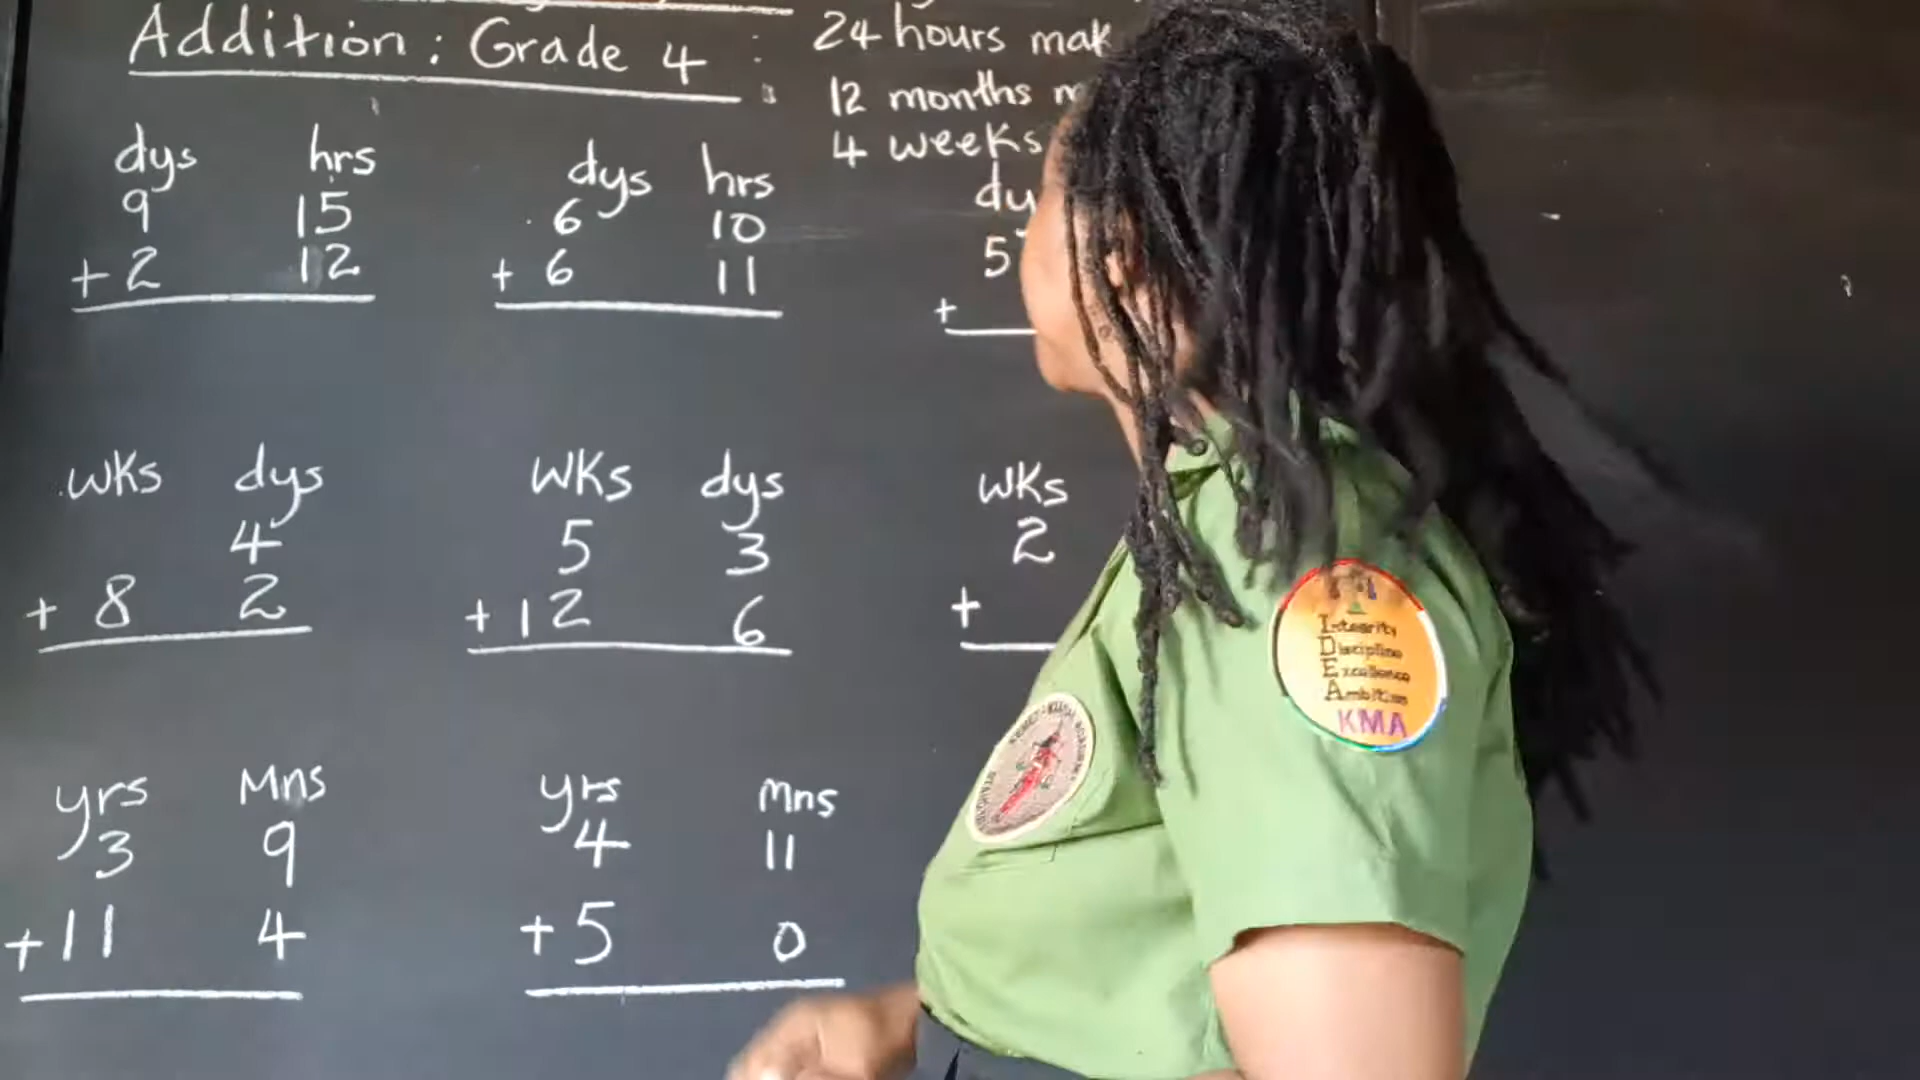 Addition : Grade 4 :
24 hours mak
12 months m
4 weeks
dys hrs
9 15
+ 2 12
dys hrs
6 10
+ 6 11
dy
5
+
wks dys
4
+ 8 2
wks dys
5 3
+ 12 6
wks
2
+
yrs Mns
3 9
+ 11 4
yrs mns
4 11
+ 5 0
Integrity
Discipline
Excellence
Ambition
KMA